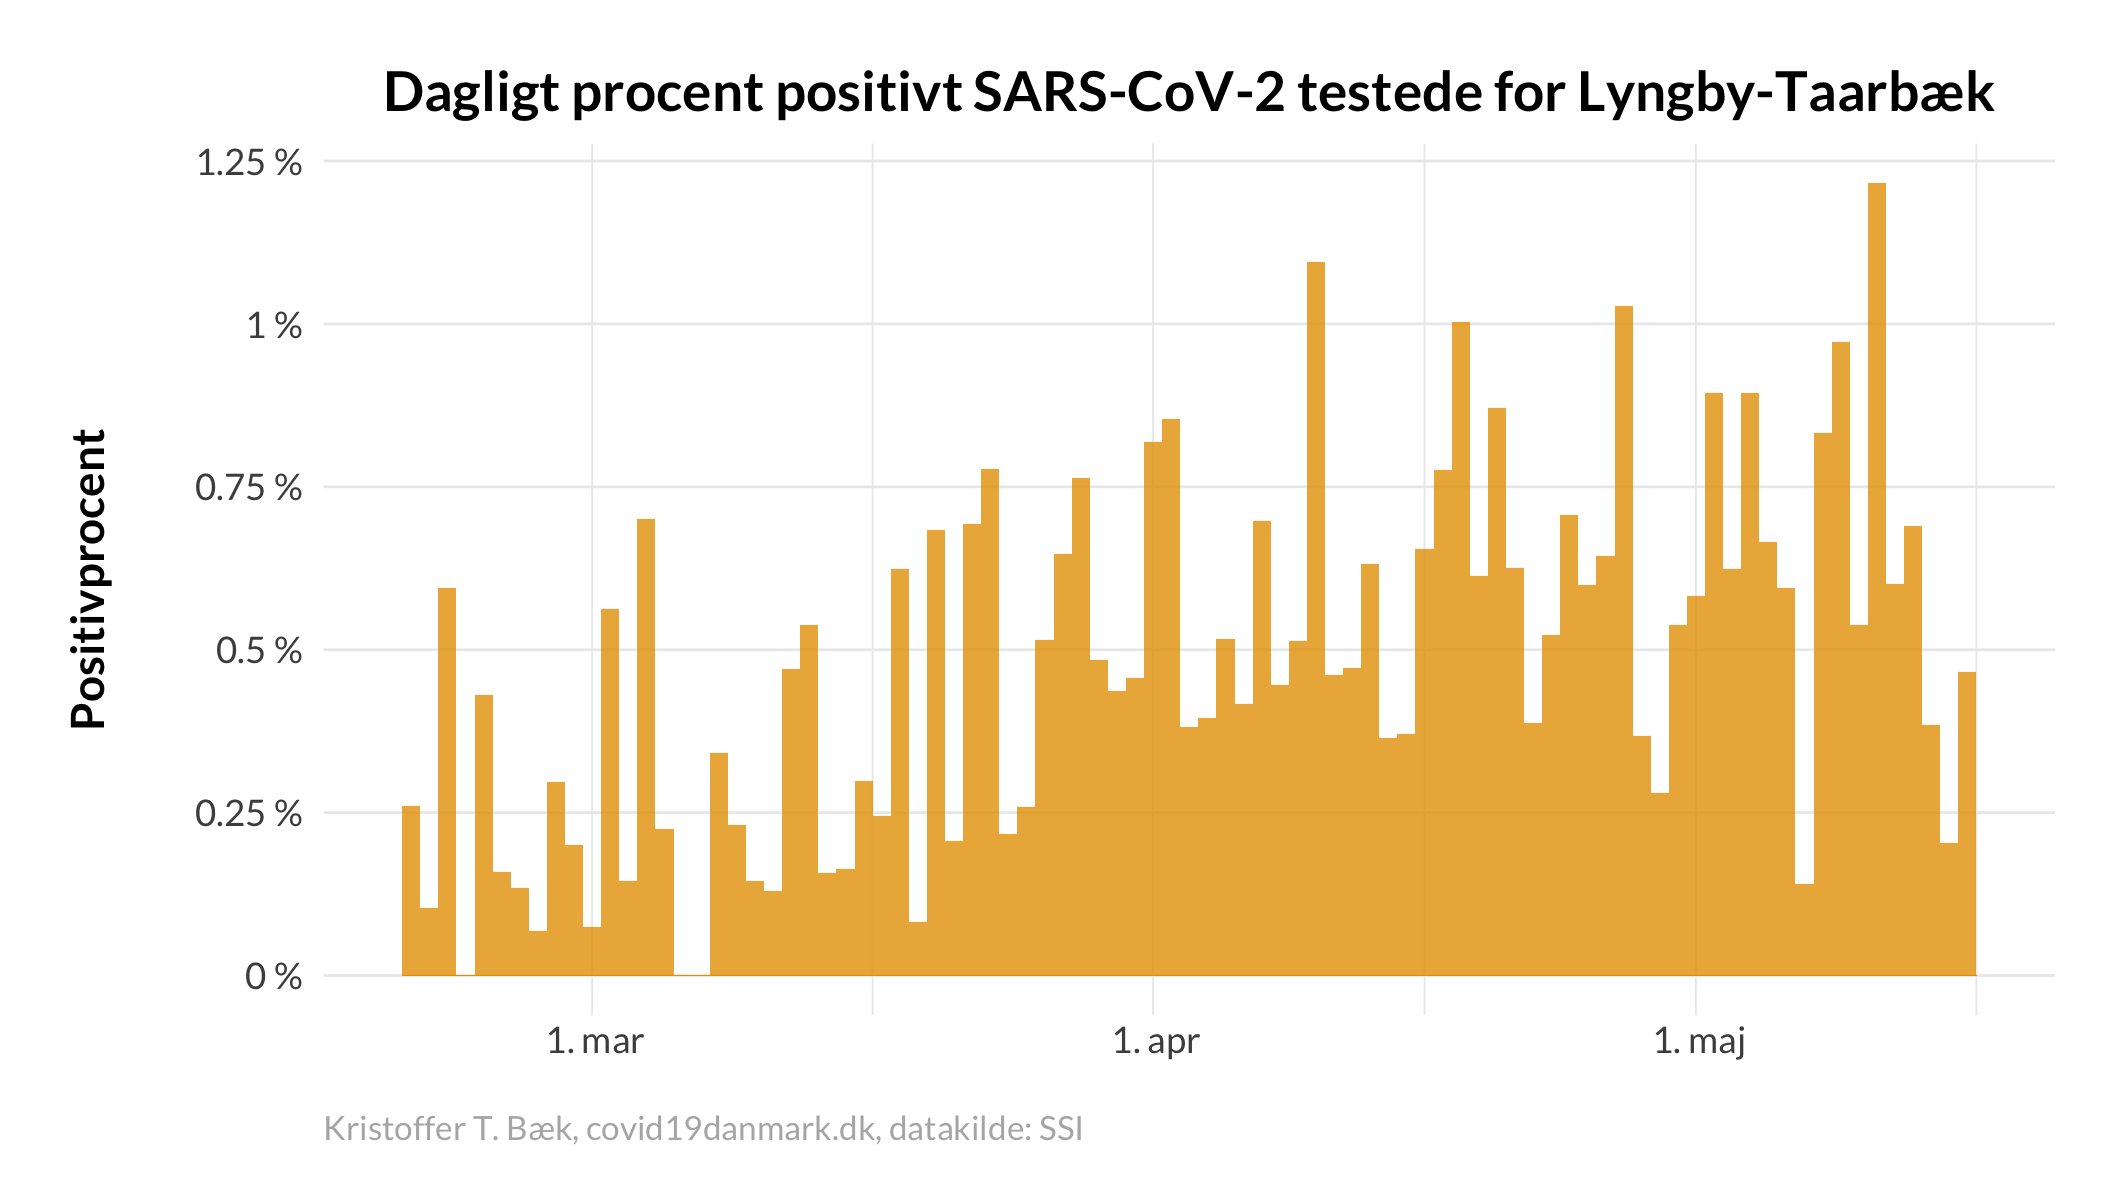 Dagligt procent positivt SARS-CoV-2 testede for Lyngby-Taarbæk
Positivprocent
1.25 %
1 %
0.75 %
0.5 %
0.25 %
0 %
1. mar
1. apr
1. maj
Kristoffer T. Bæk, covid19danmark.dk, datakilde: SSI